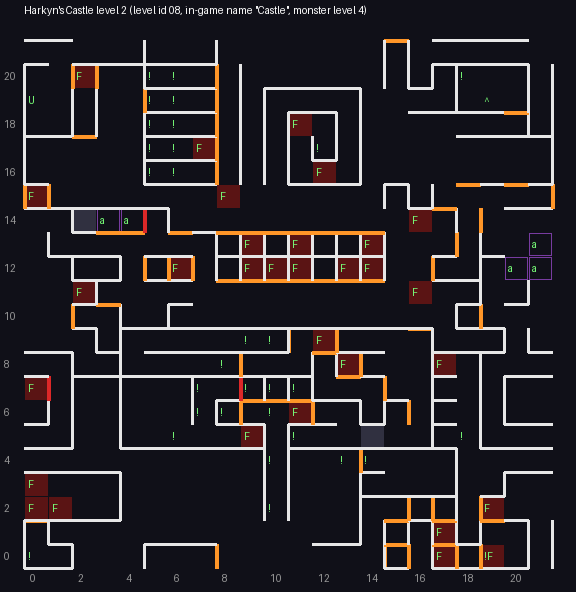 Harkyn's Castle level 2 (level id 08, in-game name "Castle", monster level 4)
20 F ! ! !
U ! ! ^
18 ! ! F
! ! F !
16 ! ! F
F F
14 a a F
F F F F a
12 F F F F F F a a
F F
10
! ! F
8 ! F F
F ! ! ! !
6 ! ! ! F
! F ! !
4 ! ! !
F
2 F F ! F
F
0 ! F !F
0 2 4 6 8 10 12 14 16 18 20